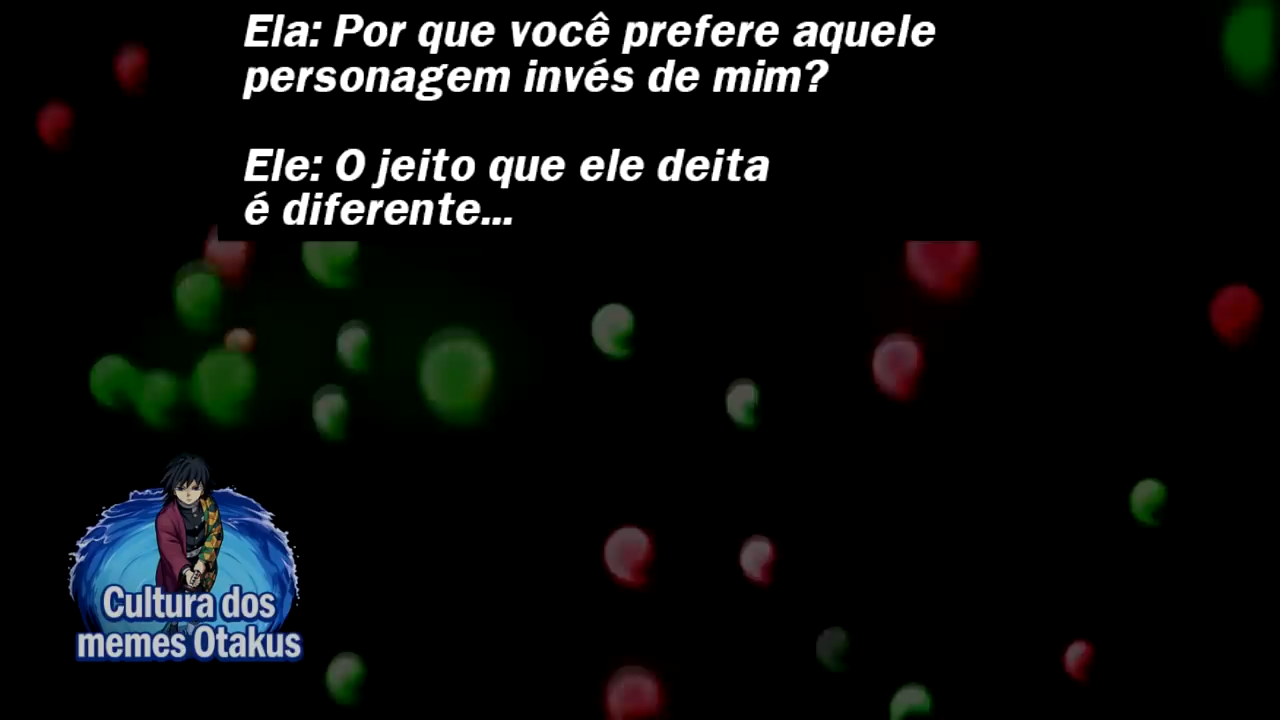 Ela: Por que você prefere aquele
personagem invés de mim?
Ele: O jeito que ele deita
é diferente...
Cultura dos
memes Otakus